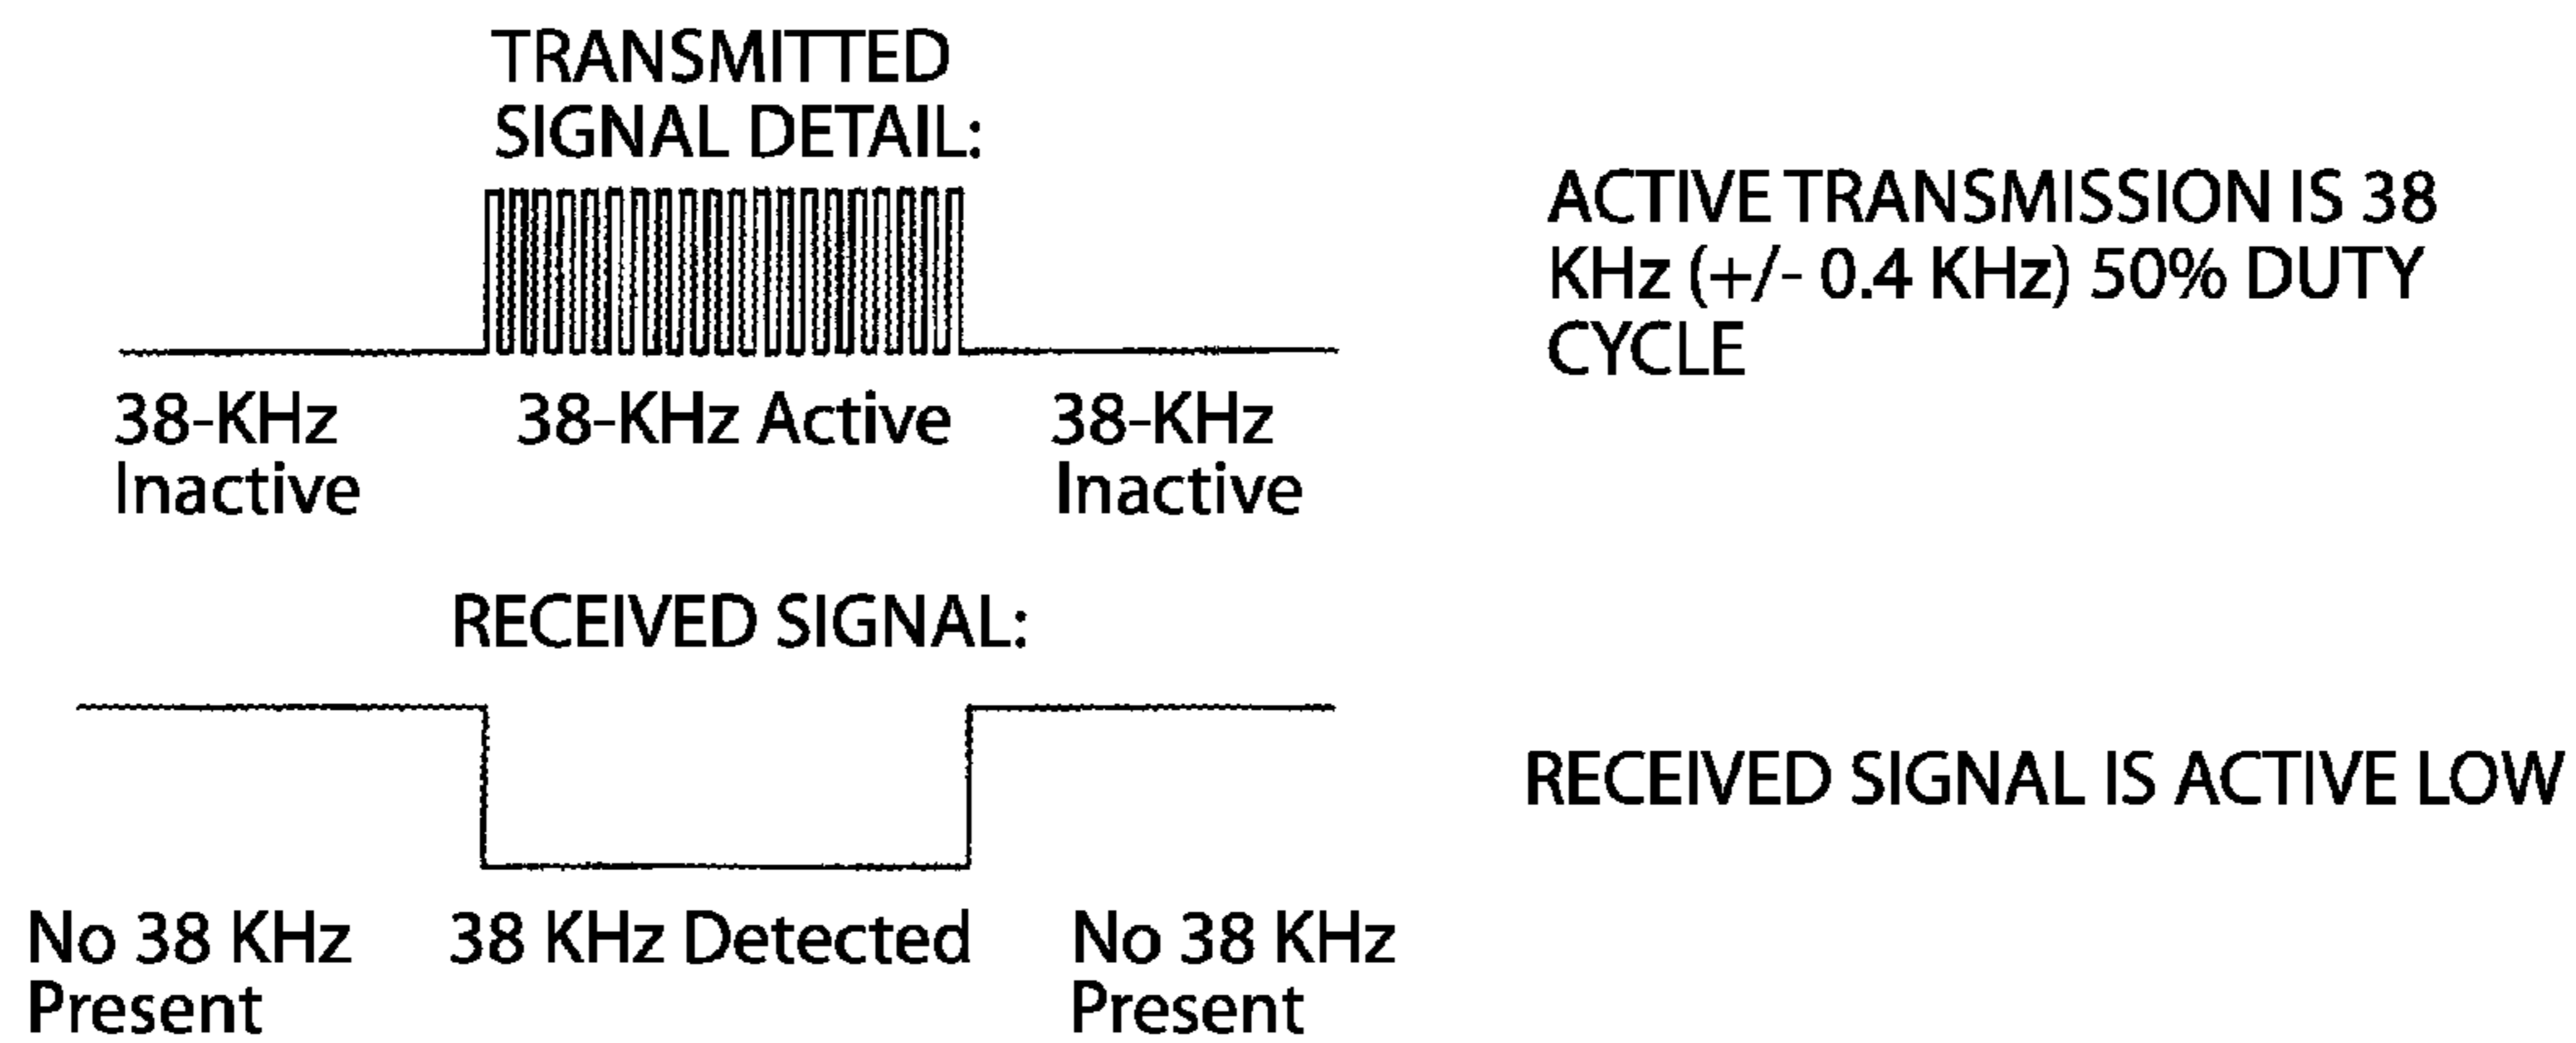 TRANSMITTED
SIGNAL DETAIL:
ACTIVE TRANSMISSION IS 38
KHz (+/- 0.4 KHz) 50% DUTY
CYCLE
38-KHz
Inactive
38-KHz Active
38-KHz
Inactive
RECEIVED SIGNAL:
RECEIVED SIGNAL IS ACTIVE LOW
No 38 KHz
Present
38 KHz Detected
No 38 KHz
Present